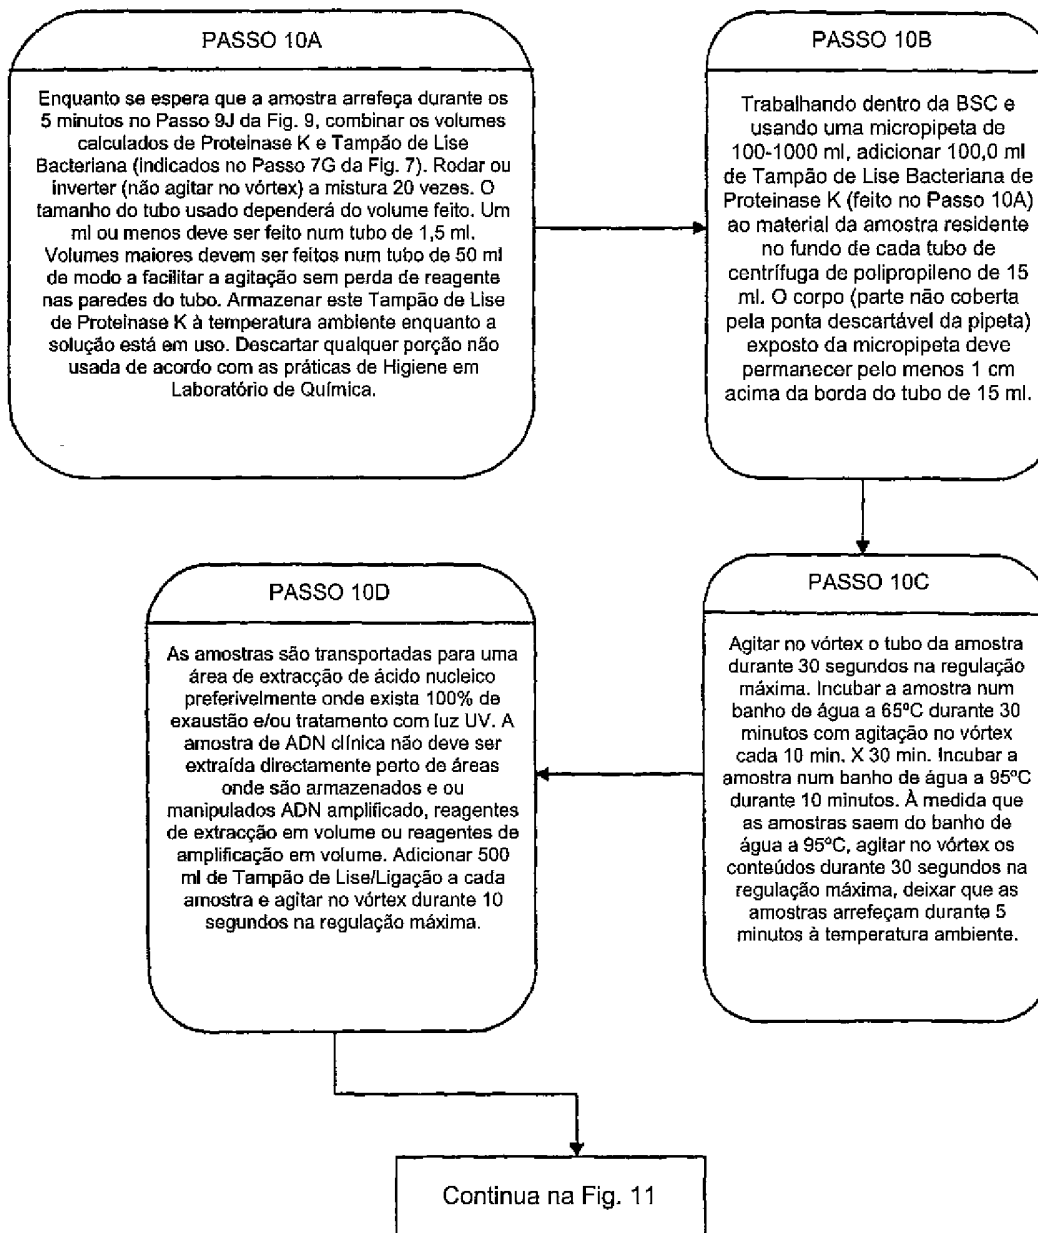 PASSO 10A
Enquanto se espera que a amostra arrefeça durante os
5 minutos no Passo 9J da Fig. 9, combinar os volumes
calculados de Proteinase K e Tampão de Lise
Bacteriana (indicados no Passo 7G da Fig. 7). Rodar ou
inverter (não agitar no vórtex) a mistura 20 vezes. O
tamanho do tubo usado dependerá do volume feito. Um
ml ou menos deve ser feito num tubo de 1,5 ml.
Volumes maiores devem ser feitos num tubo de 50 ml
de modo a facilitar a agitação sem perda de reagente
nas paredes do tubo. Armazenar este Tampão de Lise
de Proteinase K à temperatura ambiente enquanto a
solução está em uso. Descartar qualquer porção não
usada de acordo com as práticas de Higiene em
Laboratório de Química.
PASSO 10B
Trabalhando dentro da BSC e
usando uma micropipeta de
100-1000 ml, adicionar 100,0 ml
de Tampão de Lise Bacteriana de
Proteinase K (feito no Passo 10A)
ao material da amostra residente
no fundo de cada tubo de
centrífuga de polipropileno de 15
ml. O corpo (parte não coberta
pela ponta descartável da pipeta)
exposto da micropipeta deve
permanecer pelo menos 1 cm
acima da borda do tubo de 15 ml.
PASSO 10C
Agitar no vórtex o tubo da amostra
durante 30 segundos na regulação
máxima. Incubar a amostra num
banho de água a 65ºC durante 30
minutos com agitação no vórtex
cada 10 min. X 30 min. Incubar a
amostra num banho de água a 95ºC
durante 10 minutos. À medida que
as amostras saem do banho de
água a 95ºC, agitar no vórtex os
conteúdos durante 30 segundos na
regulação máxima, deixar que as
amostras arrefeçam durante 5
minutos à temperatura ambiente.
PASSO 10D
As amostras são transportadas para uma
área de extracção de ácido nucleico
preferivelmente onde exista 100% de
exaustão e/ou tratamento com luz UV. A
amostra de ADN clínica não deve ser
extraída directamente perto de áreas
onde são armazenados e ou
manipulados ADN amplificado, reagentes
de extracção em volume ou reagentes de
amplificação em volume. Adicionar 500
ml de Tampão de Lise/Ligação a cada
amostra e agitar no vórtex durante 10
segundos na regulação máxima.
Continua na Fig. 11